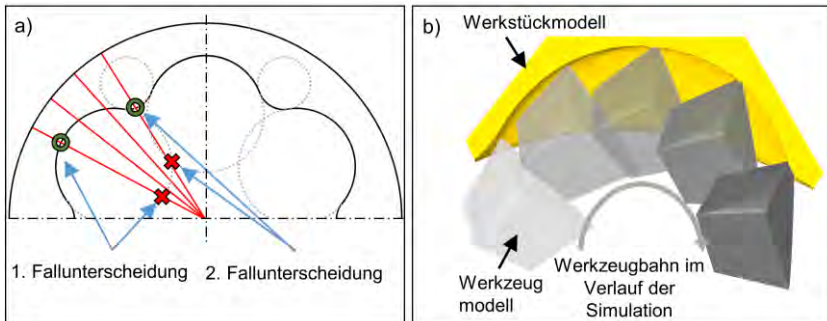 a)
1. Fallunterscheidung
2. Fallunterscheidung
b)
Werkstückmodell
Werkzeug
modell
Werkzeugbahn im
Verlauf der
Simulation